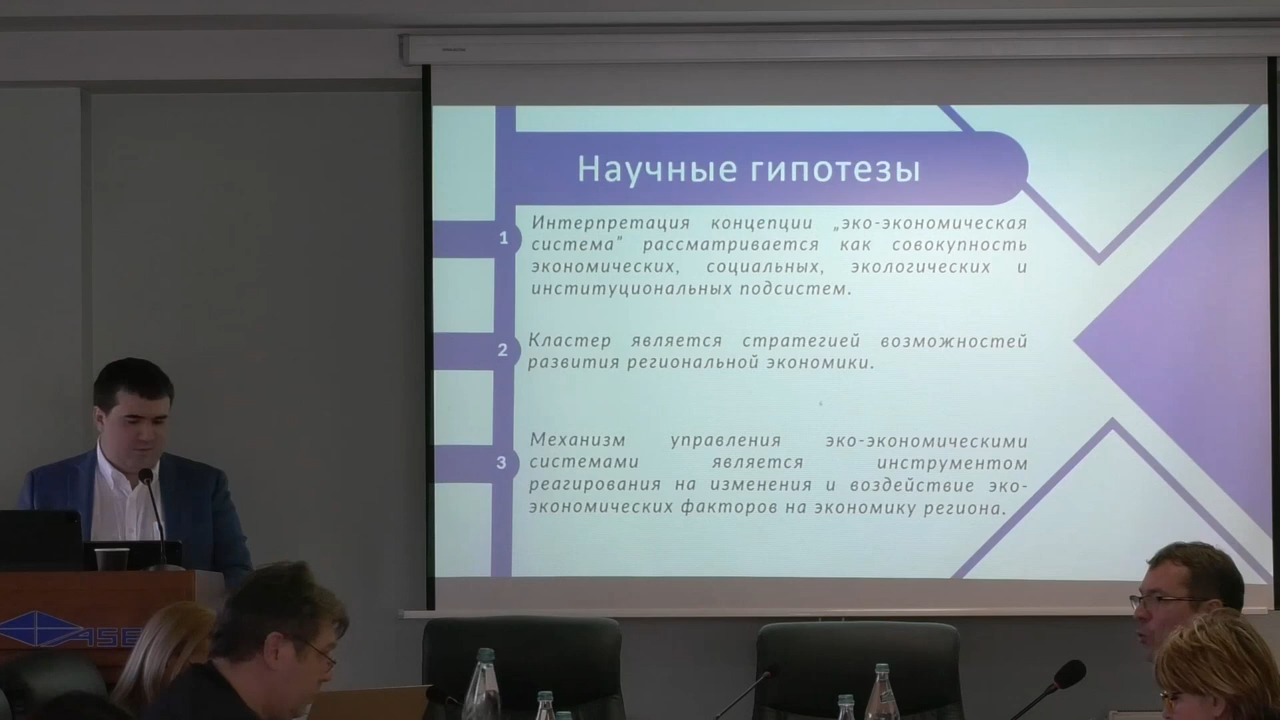 Научные гипотезы
1
Интерпретация концепции „эко-экономическая
система” рассматривается как совокупность
экономических, социальных, экологических и
институциональных подсистем.
2
Кластер является стратегией возможностей
развития региональной экономики.
3
Механизм управления эко-экономическими
системами является инструментом
реагирования на изменения и воздействие эко-
экономических факторов на экономику региона.